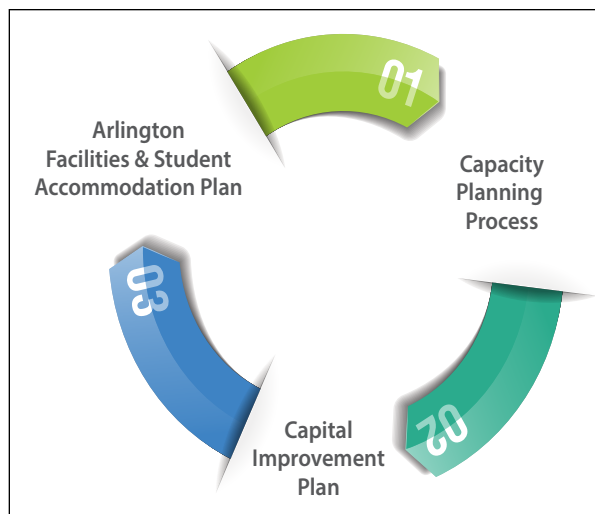 01
Arlington
Facilities & Student
Accommodation Plan
Capacity
Planning
Process
03
02
Capital
Improvement
Plan